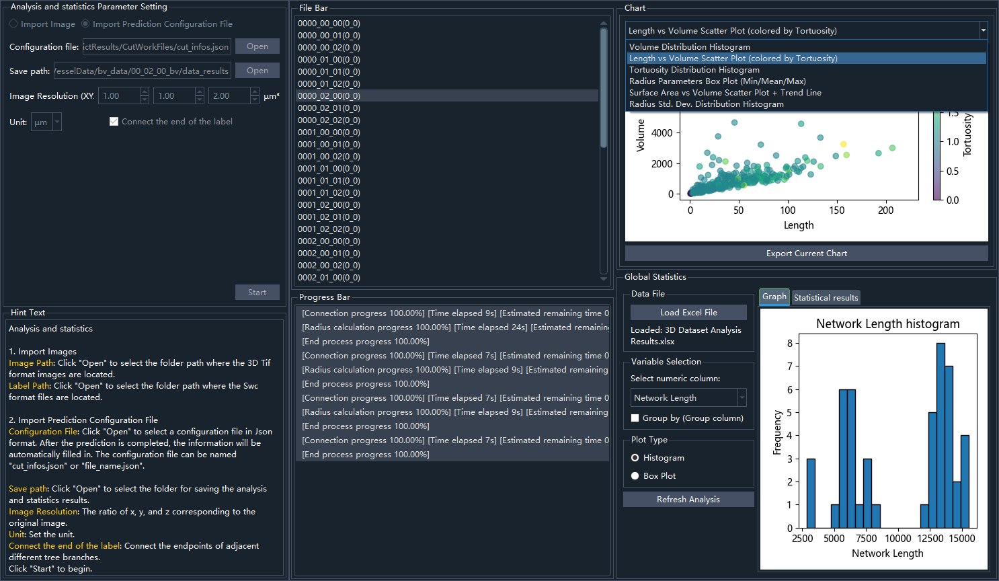 Analysis and statistics Parameter Setting
Import Image
Import Prediction Configuration File
Configuration file:
ictResults/CutWorkFiles/cut_infos.json
Open
Save path:
/esselData/bv_data/00_02_00_bv/data_results
Open
Image Resolution (XY
1.00
1.00
2.00
μm³
Unit:
μm
Connect the end of the label
Start
Hint Text
Analysis and statistics
1. Import Images
Image Path: Click "Open" to select the folder path where the 3D Tif
format images are located.
Label Path: Click "Open" to select the folder path where the Swc
format files are located.
2. Import Prediction Configuration File
Configuration File: Click "Open" to select a configuration file in Json
format. After the prediction is completed, the information will be
automatically filled in. The configuration file can be named
"cut_infos.json" or "file_name.json".
Save path: Click "Open" to select the folder for saving the analysis
and statistics results.
Image Resolution: The ratio of x, y, and z corresponding to the
original image.
Unit: Set the unit.
Connect the end of the label: Connect the endpoints of adjacent
different tree branches.
Click "Start" to begin.
File Bar
0000_00_00(0_0)
0000_00_01(0_0)
0000_00_02(0_0)
0000_01_00(0_0)
0000_01_01(0_0)
0000_01_02(0_0)
0000_02_00(0_0)
0000_02_01(0_0)
0000_02_02(0_0)
0001_00_00(0_0)
0001_00_01(0_0)
0001_00_02(0_0)
0001_01_00(0_0)
0001_01_01(0_0)
0001_01_02(0_0)
0001_02_00(0_0)
0001_02_01(0_0)
0001_02_02(0_0)
0002_00_00(0_0)
0002_00_01(0_0)
0002_00_02(0_0)
0002_01_00(0_0)
Progress Bar
[Connection progress 100.00%] [Time elapsed 9s] [Estimated remaining time 0
[Radius calculation progress 100.00%] [Time elapsed 24s] [Estimated remaining
[End process progress 100.00%]
[Connection progress 100.00%] [Time elapsed 7s] [Estimated remaining time 0
[Radius calculation progress 100.00%] [Time elapsed 9s] [Estimated remaining
[End process progress 100.00%]
[Connection progress 100.00%] [Time elapsed 7s] [Estimated remaining time 0
[Radius calculation progress 100.00%] [Time elapsed 9s] [Estimated remaining
[End process progress 100.00%]
[Connection progress 100.00%] [Time elapsed 7s] [Estimated remaining time 0
[End process progress 100.00%]
Chart
Length vs Volume Scatter Plot (colored by Tortuosity)
Volume Distribution Histogram
Length vs Volume Scatter Plot (colored by Tortuosity)
Tortuosity Distribution Histogram
Radius Parameters Box Plot (Min/Mean/Max)
Surface Area vs Volume Scatter Plot + Trend Line
Radius Std. Dev. Distribution Histogram
Volume
4000
2000
0
0 50 100 150 200
Length
1.5
1.0
0.5
0.0
Tortuosity
Export Current Chart
Global Statistics
Data File
Load Excel File
Loaded: 3D Dataset Analysis
Results.xlsx
Variable Selection
Select numeric column:
Network Length
Group by (Group column)
Plot Type
Histogram
Box Plot
Refresh Analysis
Graph
Statistical results
Network Length histogram
Frequency
8
7
6
5
4
3
2
1
0
2500 5000 7500 10000 12500 15000
Network Length